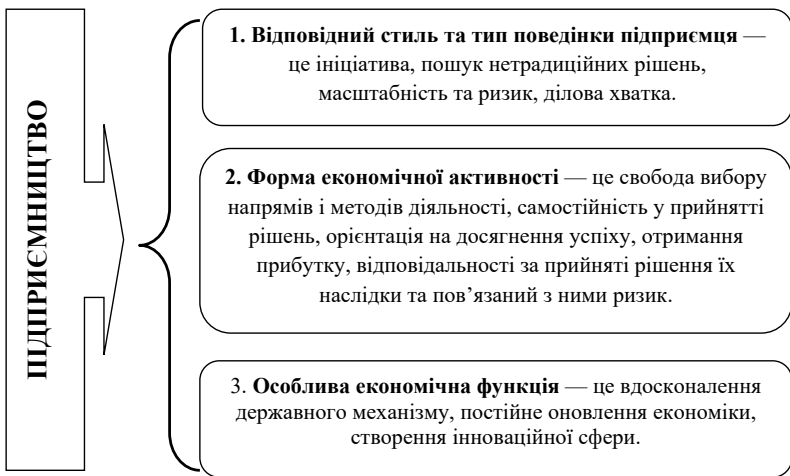 ПІДПРИЄМНИЦТВО
1. Відповідний стиль та тип поведінки підприємця —
це ініціатива, пошук нетрадиційних рішень,
масштабність та ризик, ділова хватка.
2. Форма економічної активності — це свобода вибору
напрямів і методів діяльності, самостійність у прийнятті
рішень, орієнтація на досягнення успіху, отримання
прибутку, відповідальності за прийняті рішення їх
наслідки та пов’язаний з ними ризик.
3. Особлива економічна функція — це вдосконалення
державного механізму, постійне оновлення економіки,
створення інноваційної сфери.